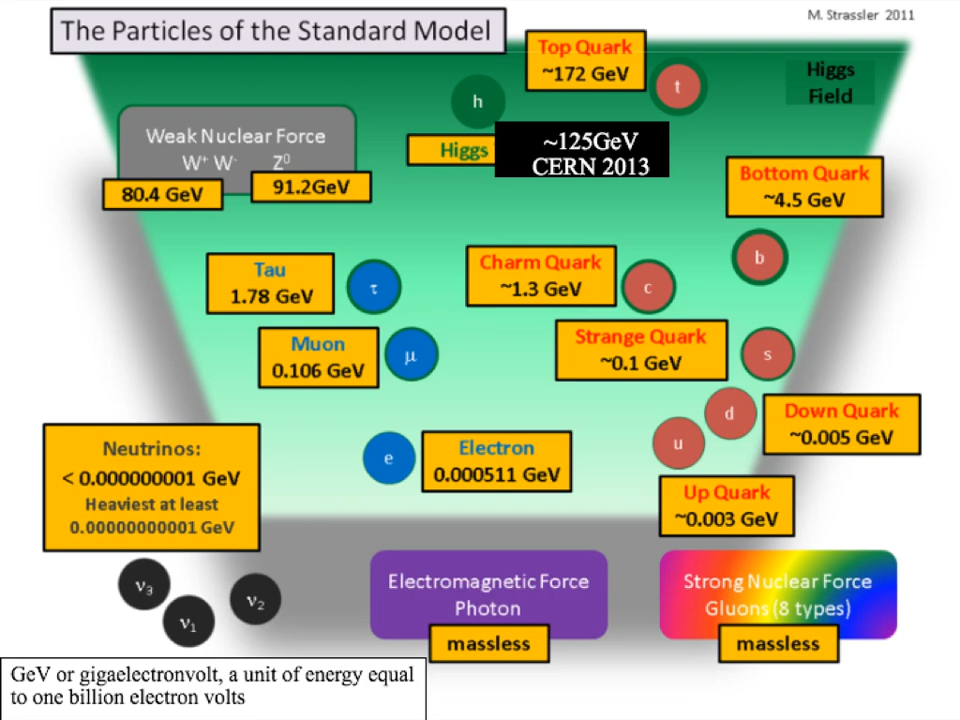 M. Strassler 2011
The Particles of the Standard Model
Top Quark
~172 GeV
t
Higgs
Field
h
Higgs
~125GeV
CERN 2013
Weak Nuclear Force
W⁺ W⁻ Z⁰
80.4 GeV
91.2GeV
Bottom Quark
~4.5 GeV
b
Tau
1.78 GeV
τ
Charm Quark
~1.3 GeV
c
Muon
0.106 GeV
μ
Strange Quark
~0.1 GeV
s
d
Down Quark
~0.005 GeV
u
Up Quark
~0.003 GeV
e
Electron
0.000511 GeV
Neutrinos:
< 0.000000001 GeV
Heaviest at least
0.00000000001 GeV
ν₃
ν₁
ν₂
Electromagnetic Force
Photon
massless
Strong Nuclear Force
Gluons (8 types)
massless
GeV or gigaelectronvolt, a unit of energy equal
to one billion electron volts